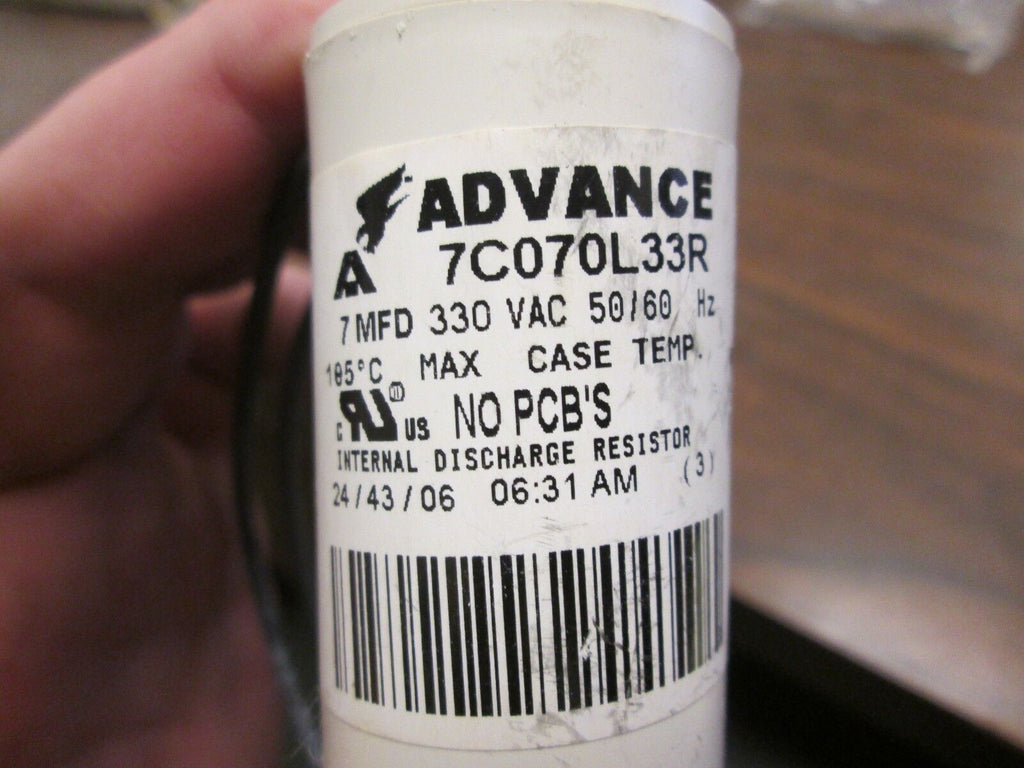 ADVANCE
A
7C070L33R
7 MFD 330 VAC 50/60 Hz
105°C MAX CASE TEMP.
c RU ® US NO PCB'S
INTERNAL DISCHARGE RESISTOR
24/43/06 06:31 AM (3)